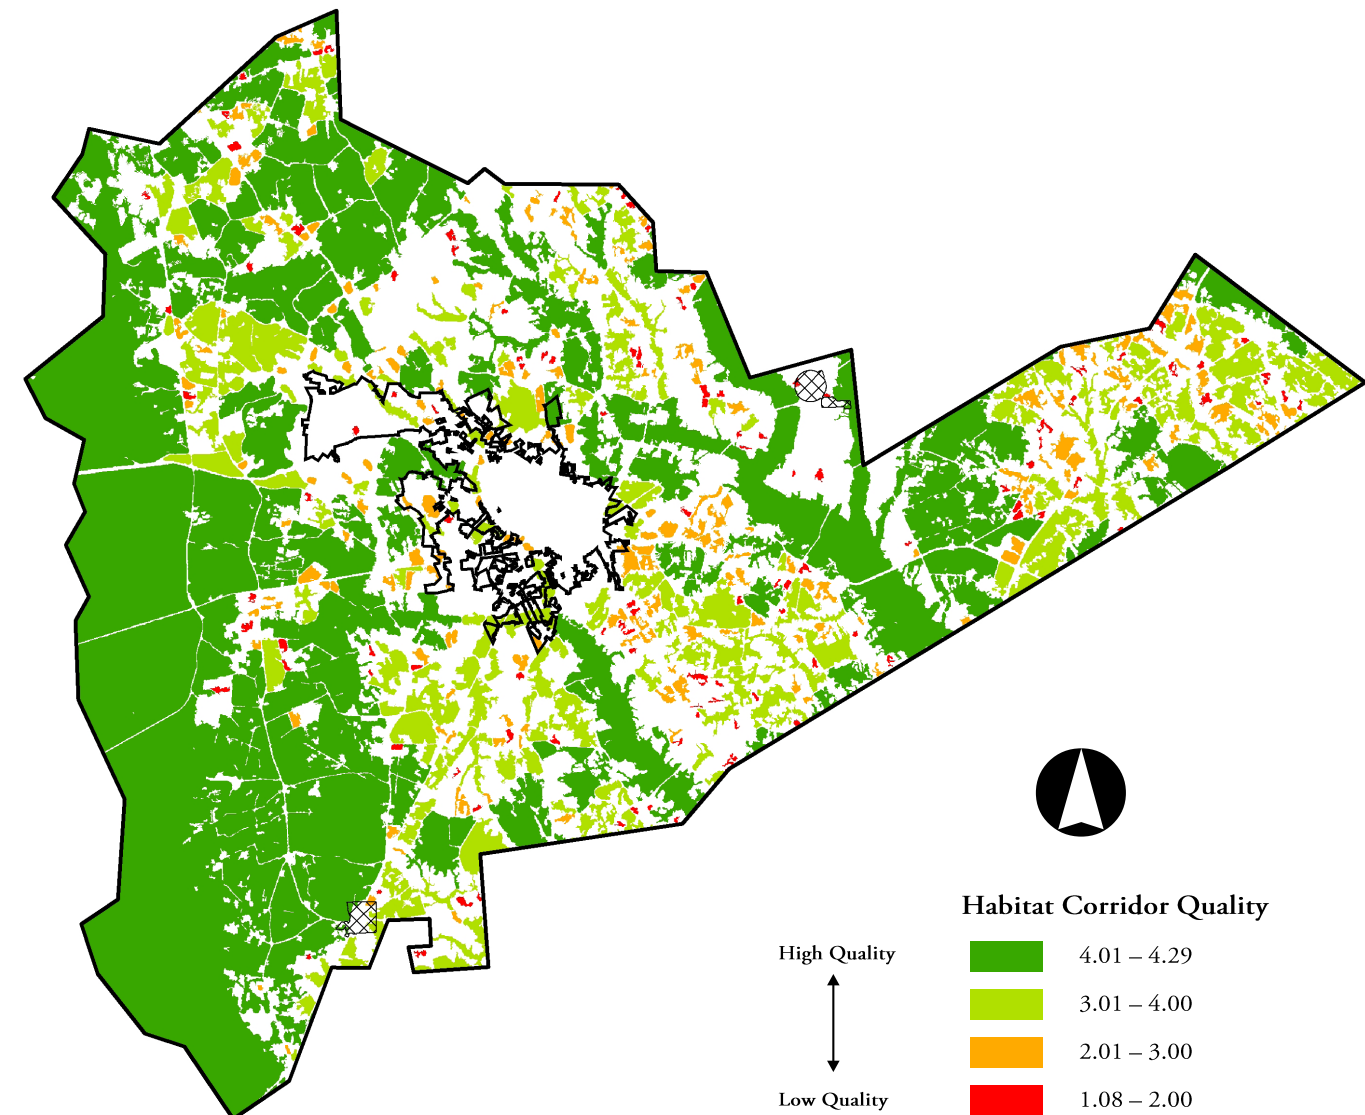 Habitat Corridor Quality
High Quality
4.01 – 4.29
3.01 – 4.00
2.01 – 3.00
Low Quality
1.08 – 2.00